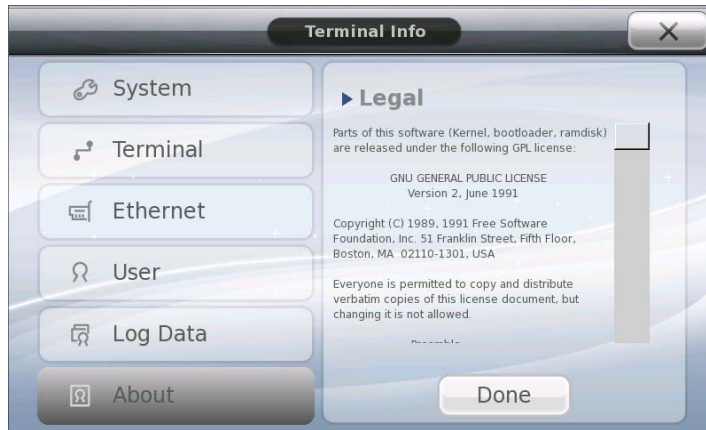 Terminal Info
System
Terminal
Ethernet
User
Log Data
About
Legal
Parts of this software (Kernel, bootloader, ramdisk)
are released under the following GPL license:
GNU GENERAL PUBLIC LICENSE
Version 2, June 1991
Copyright (C) 1989, 1991 Free Software
Foundation, Inc. 51 Franklin Street, Fifth Floor,
Boston, MA 02110-1301, USA
Everyone is permitted to copy and distribute
verbatim copies of this license document, but
changing it is not allowed.
Done